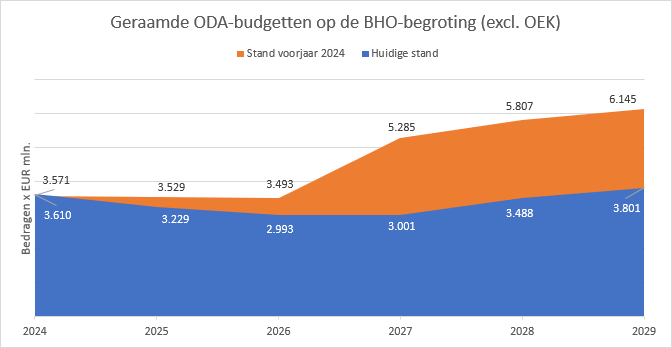 Geraamde ODA-budgetten op de BHO-begroting (excl. OEK)
Stand voorjaar 2024 Huidige stand
Bedragen x EUR mln.
3.571 3.529 3.493 5.285 5.807 6.145
3.610 3.229 2.993 3.001 3.488 3.801
2024 2025 2026 2027 2028 2029